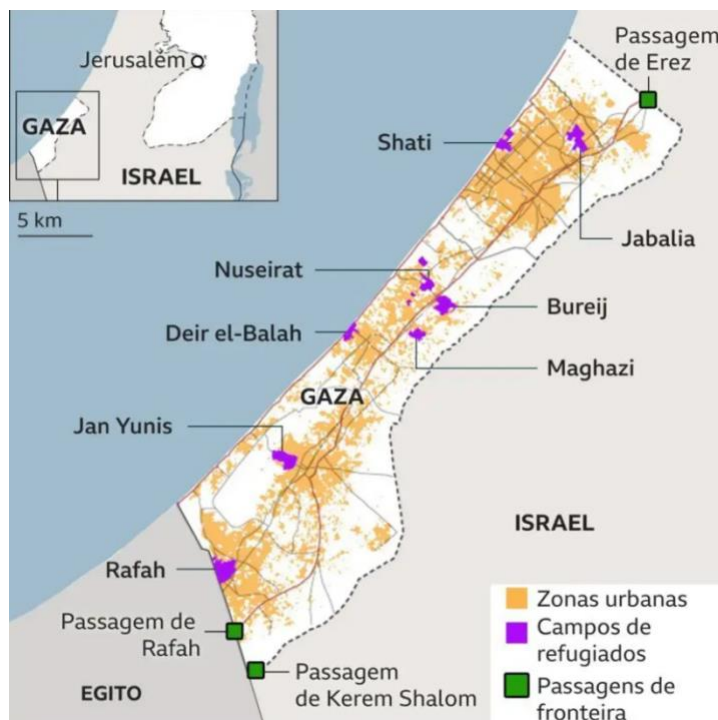 Jerusalém
GAZA
ISRAEL
5 km
Passagem
de Erez
Shati
Jabalia
Nuseirat
Bureij
Deir el-Balah
Maghazi
GAZA
Jan Yunis
ISRAEL
Rafah
Passagem de
Rafah
Passagem
de Kerem Shalom
EGITO
Zonas urbanas
Campos de
refugiados
Passagens de
fronteira